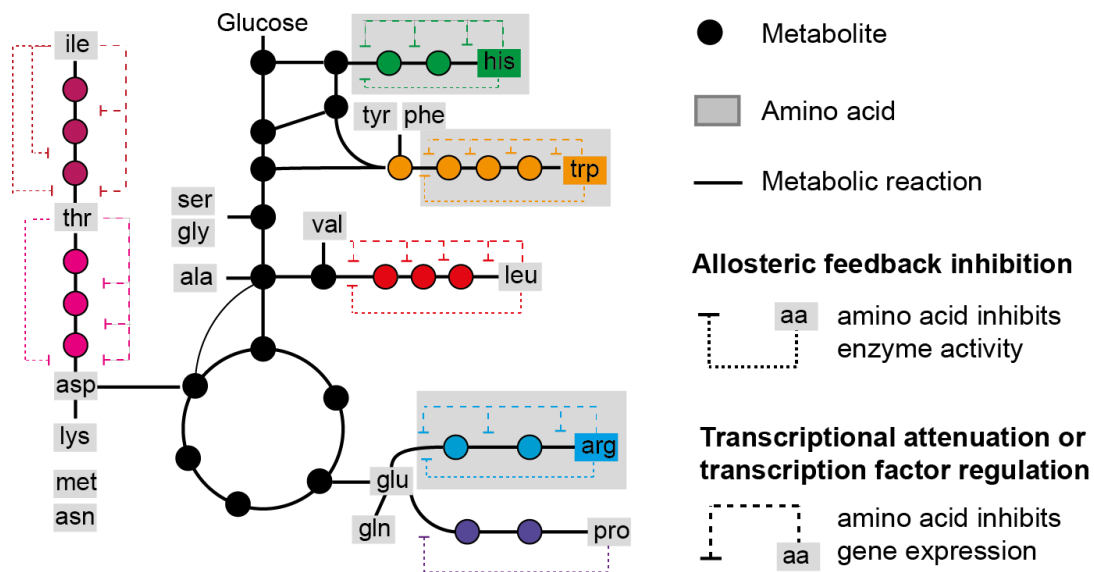 Glucose
ile
his
tyr
phe
trp
thr
ser
gly
val
ala
leu
asp
lys
met
asn
glu
arg
gln
pro
Metabolite
Amino acid
Metabolic reaction
Allosteric feedback inhibition
aa
amino acid inhibits
enzyme activity
Transcriptional attenuation or
transcription factor regulation
amino acid inhibits
gene expression
aa